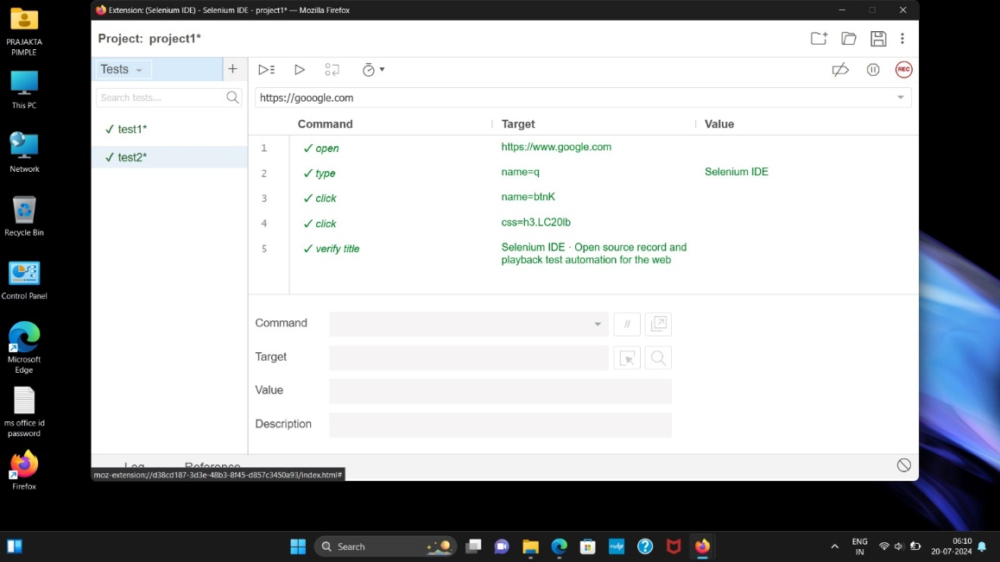 PRAJAKTA
PIMPLE
This PC
Network
Recycle Bin
Control Panel
Microsoft
Edge
ms office id
password
Firefox
Extension: (Selenium IDE) - Selenium IDE - project1* — Mozilla Firefox
Project: project1*
Tests
Search tests...
✓ test1*
✓ test2*
REC
https://gooogle.com
Command Target Value
1 ✓ open https://www.google.com
2 ✓ type name=q Selenium IDE
3 ✓ click name=btnK
4 ✓ click css=h3.LC20lb
5 ✓ verify title Selenium IDE · Open source record and
playback test automation for the web
Command //
Target
Value
Description
Log Reference
moz-extension://d38cd187-3d3e-48b3-8f45-d857c3450a93/index.html#
Search
myhp
ENG
IN
06:10
20-07-2024